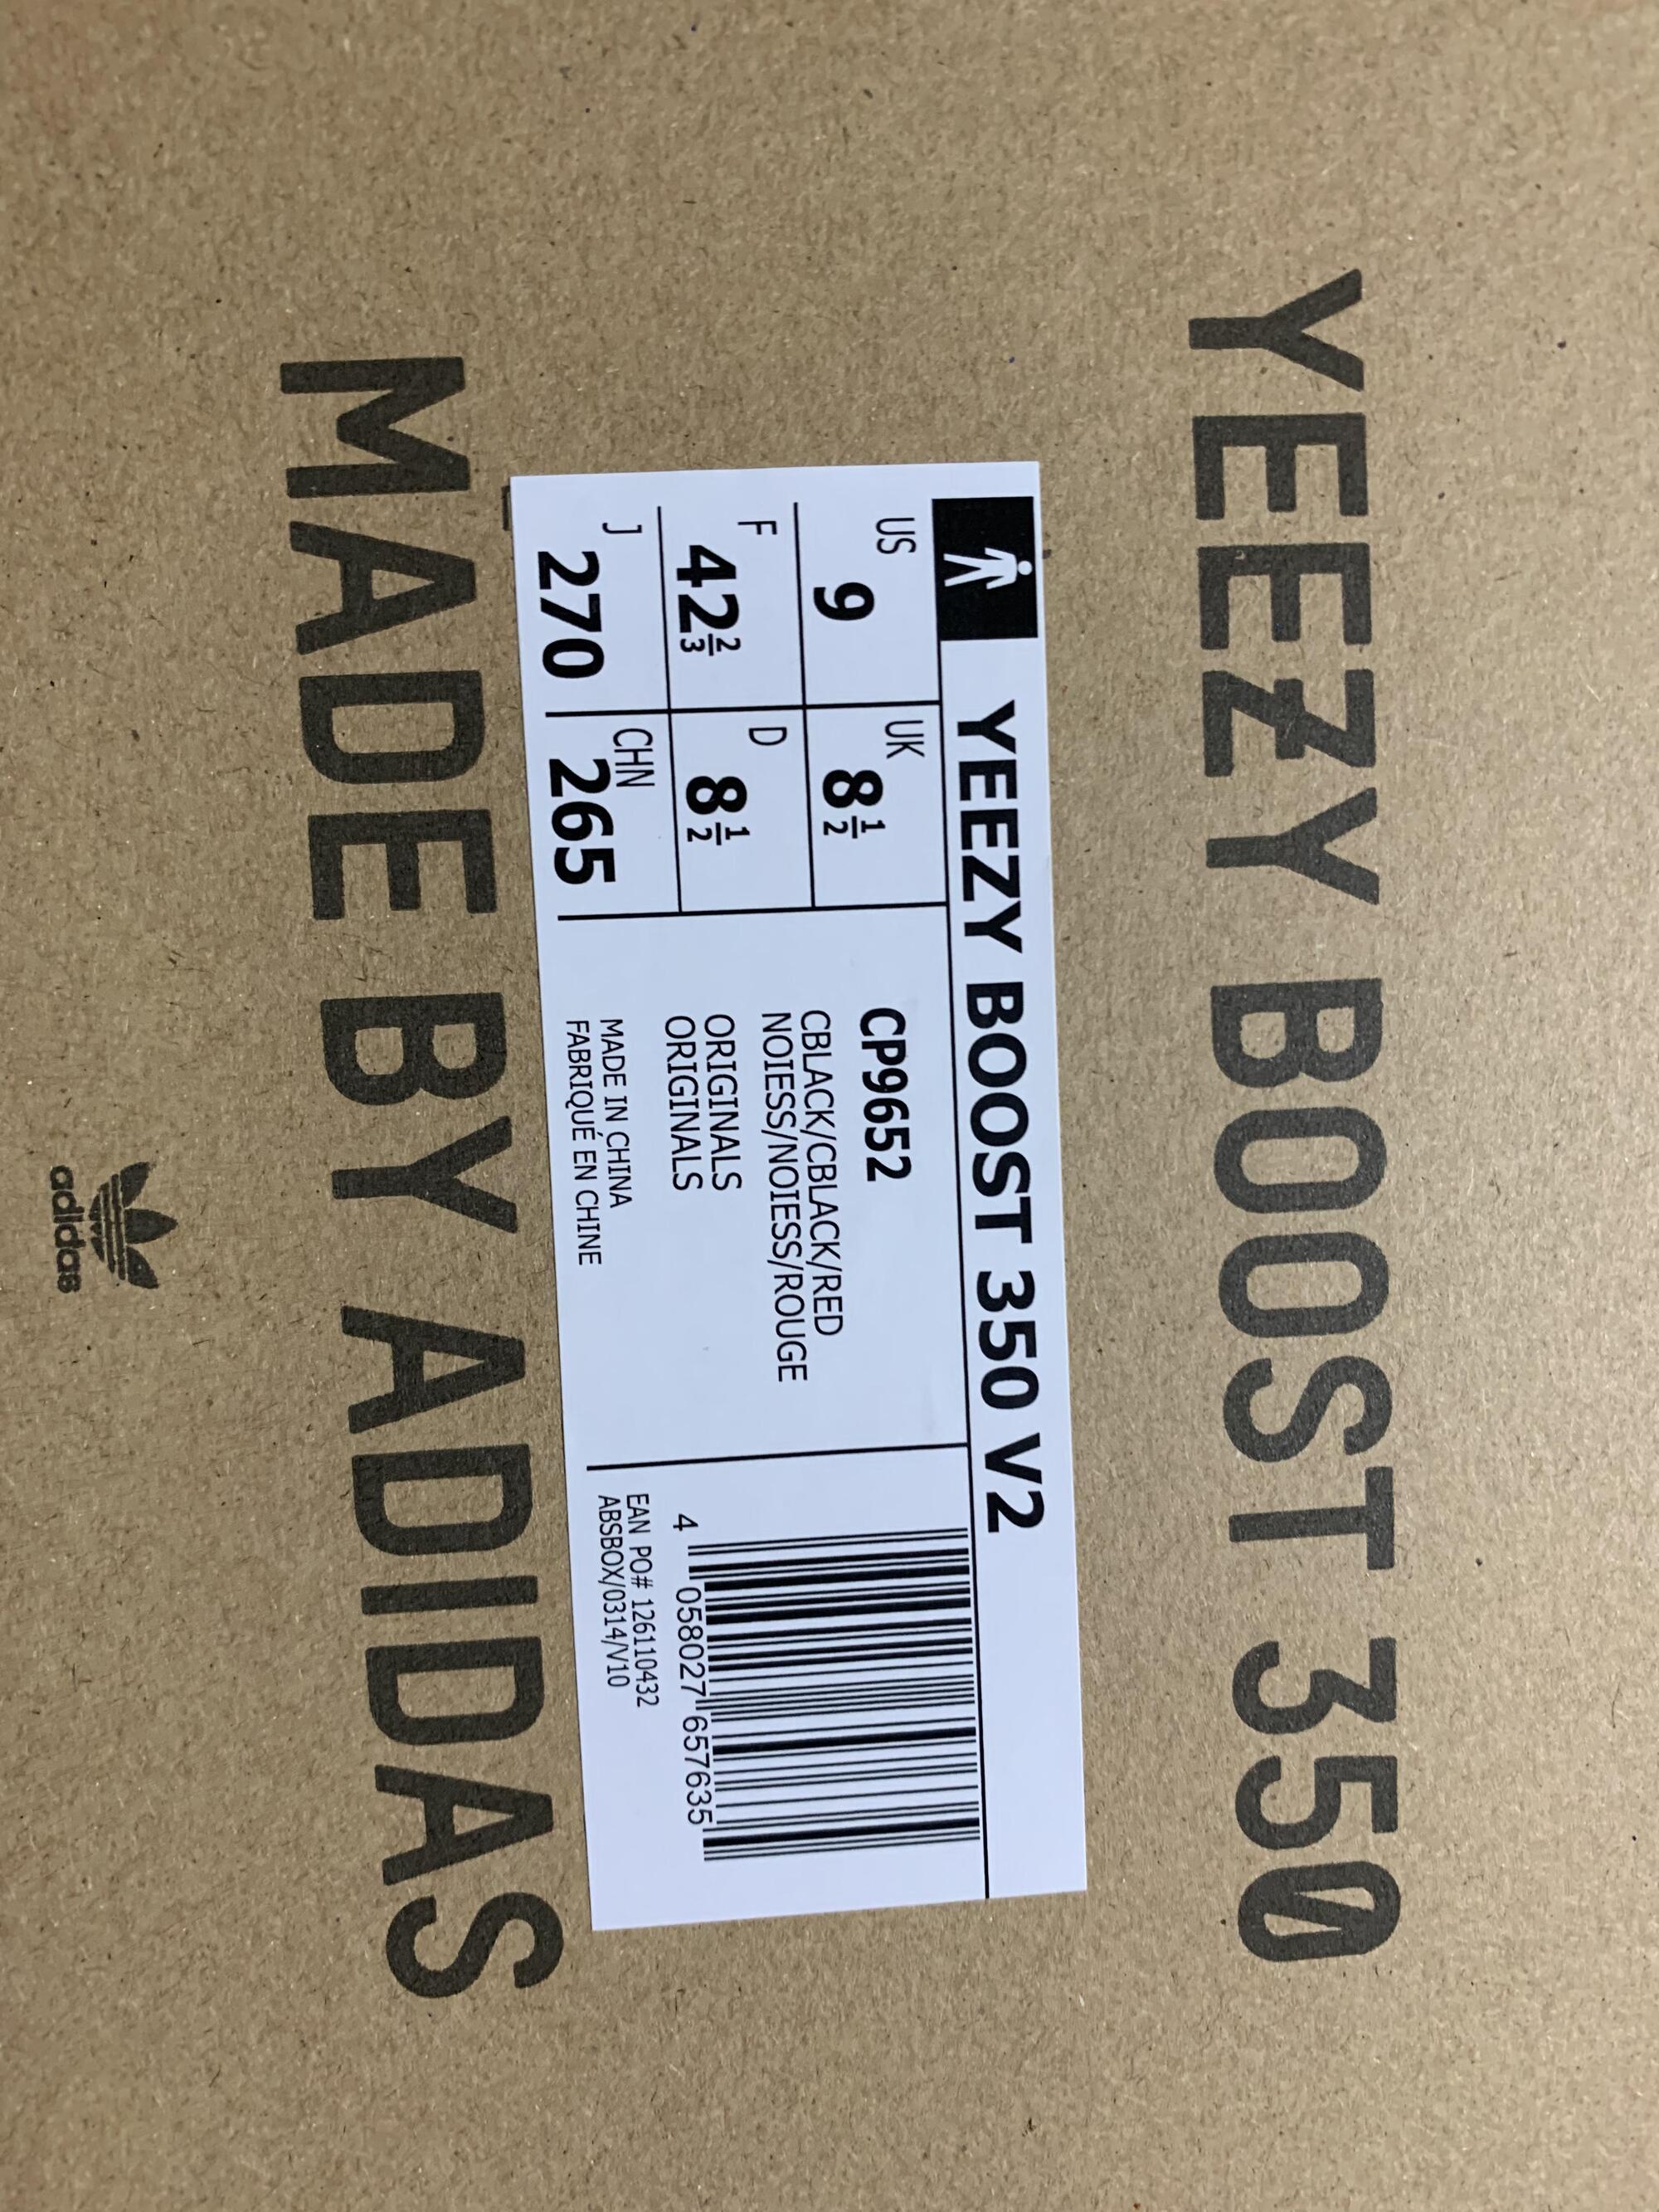 YEEZY BOOST 350
YEEZY BOOST 350 V2
US 9
UK 8 1/2
F 42 2/3
D 8 1/2
J 270
CHN 265
CP9652
CBLACK/CBLACK/RED
NOIESS/NOIESS/ROUGE
ORIGINALS
ORIGINALS
MADE IN CHINA
FABRIQUÉ EN CHINE
4 058027 657635
EAN PO# 126110432
ABSBOX/0314/V10
MADE BY ADIDAS
adidas